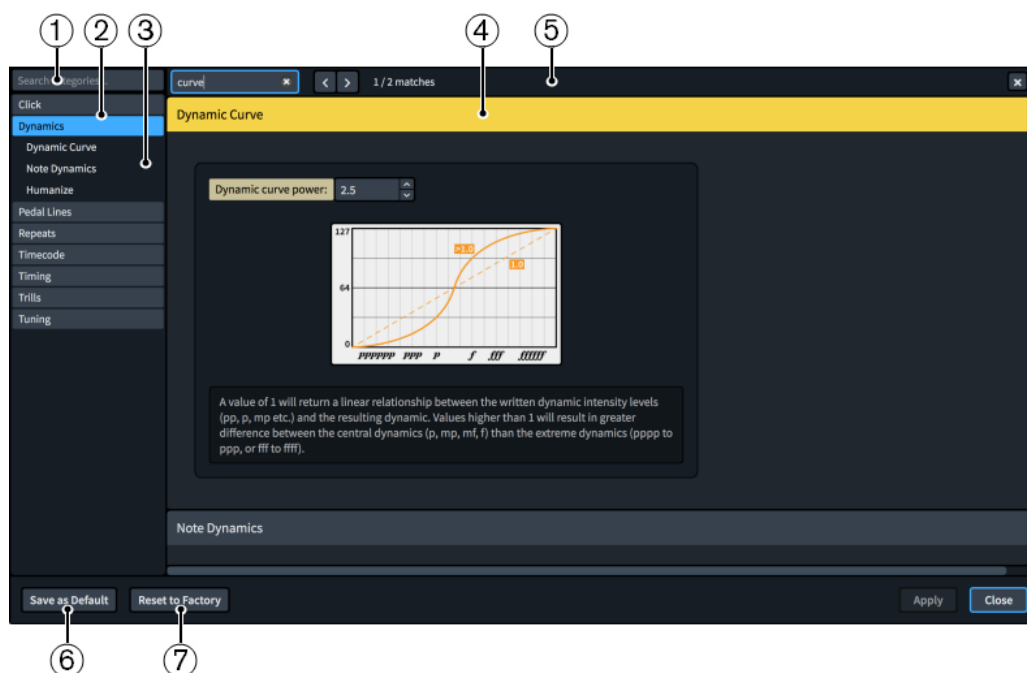 ① ② ③ ④ ⑤
Search categories...
Click
Dynamics
Dynamic Curve
Note Dynamics
Humanize
Pedal Lines
Repeats
Timecode
Timing
Trills
Tuning
curve
1 / 2 matches
Dynamic Curve
Dynamic curve power: 2.5
127
>1.0
1.0
64
0
pppppp ppp p f fff ffffff
A value of 1 will return a linear relationship between the written dynamic intensity levels
(pp, p, mp etc.) and the resulting dynamic. Values higher than 1 will result in greater
difference between the central dynamics (p, mp, mf, f) than the extreme dynamics (pppp to
ppp, or fff to ffff).
Note Dynamics
Save as Default Reset to Factory Apply Close
⑥ ⑦